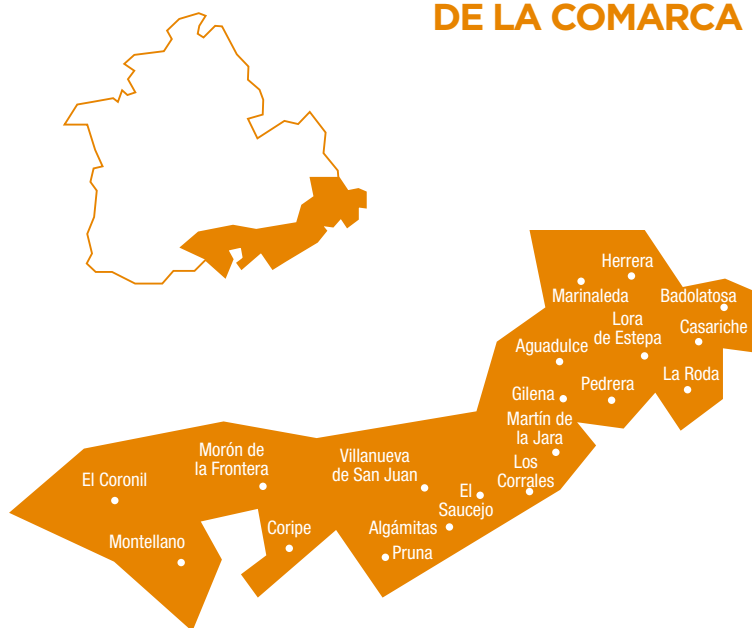 DE LA COMARCA
Herrera
Marinaleda
Badolatosa
Lora
de Estepa
Casariche
Aguadulce
La Roda
Pedrera
Gilena
Martín de
la Jara
Los
Corrales
El
Saucejo
Villanueva
de San Juan
Morón de
la Frontera
El Coronil
Algámitas
Coripe
Montellano
Pruna